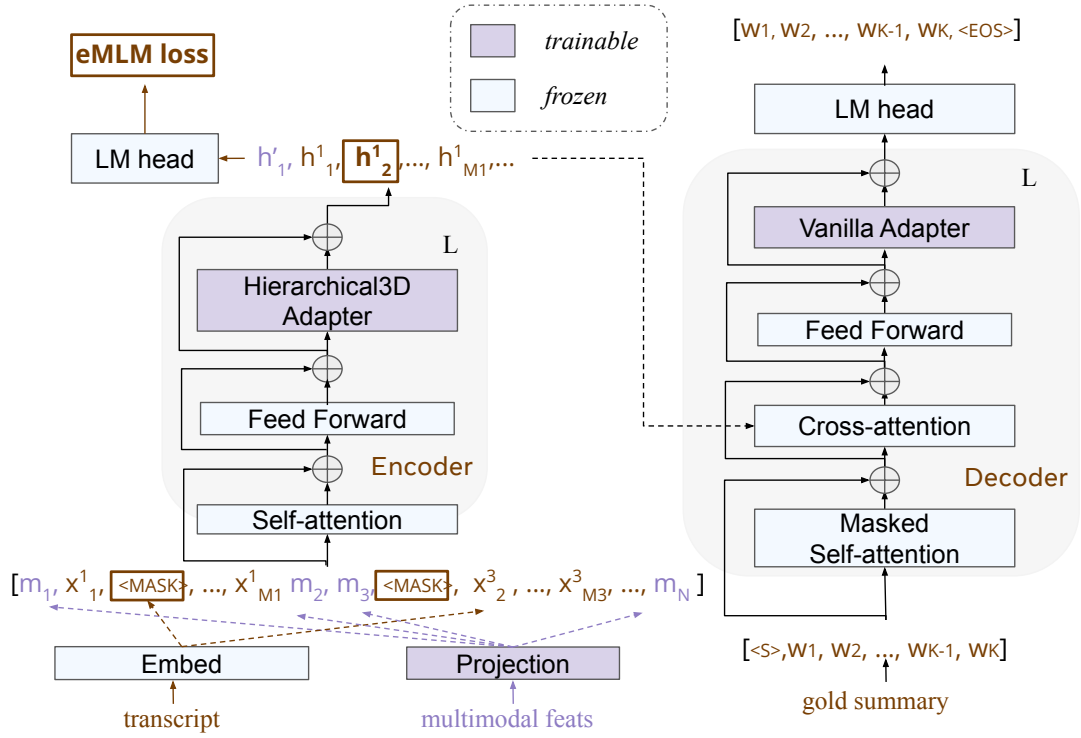 eMLM loss
LM head
h'1, h¹1, h¹2,..., h¹M1,...
L
Hierarchical3D
Adapter
Feed Forward
Encoder
Self-attention
[m1, x¹1, <MASK>, ..., x¹M1 m2, m3, <MASK>, x³2 , ..., x³M3, ..., mN ]
Embed
Projection
transcript
multimodal feats
trainable
frozen
[w1, w2, ..., wK-1, wK, <EOS>]
LM head
L
Vanilla Adapter
Feed Forward
Cross-attention
Decoder
Masked
Self-attention
[<S>,w1, w2, ..., wK-1, wK]
gold summary